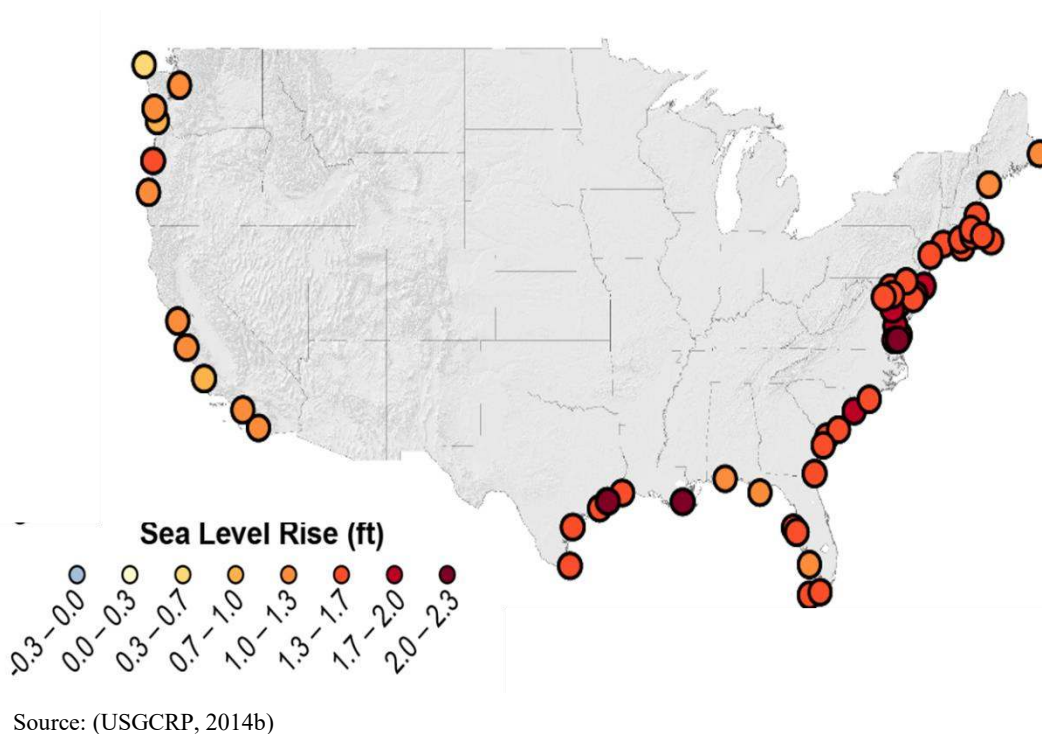 Sea Level Rise (ft)
-0.3 – 0.0
0.0 – 0.3
0.3 – 0.7
0.7 – 1.0
1.0 – 1.3
1.3 – 1.7
1.7 – 2.0
2.0 – 2.3
Source: (USGCRP, 2014b)